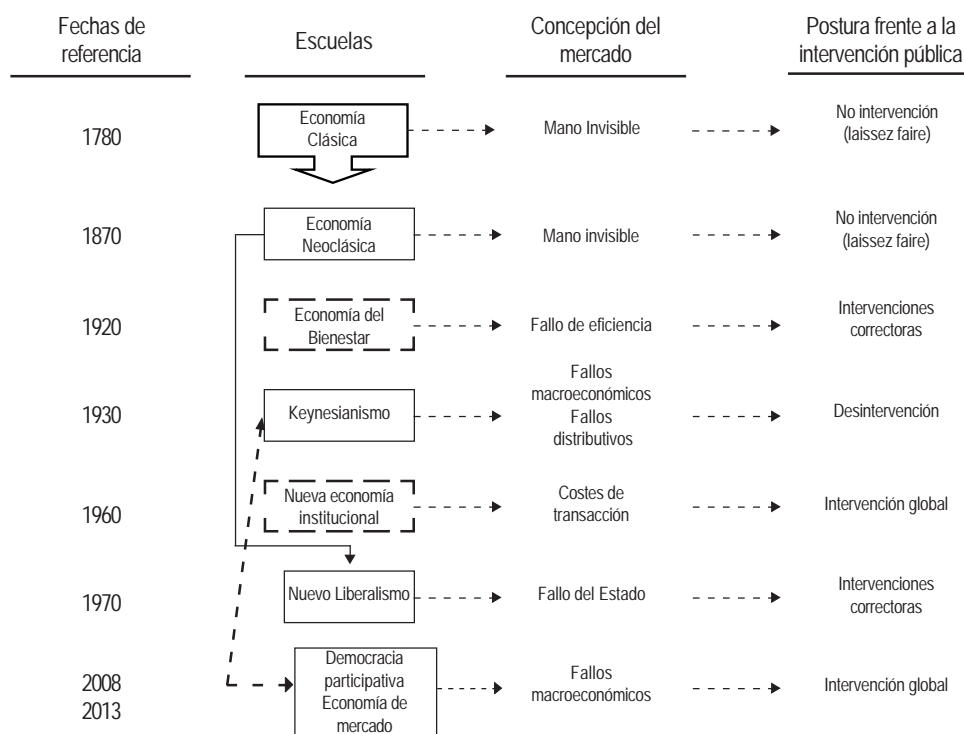 Fechas de
referencia
Escuelas
Concepción del
mercado
Postura frente a la
intervención pública
1780
Economía
Clásica
Mano Invisible
No intervención
(laissez faire)
1870
Economía
Neoclásica
Mano invisible
No intervención
(laissez faire)
1920
Economía del
Bienestar
Fallo de eficiencia
Intervenciones
correctoras
1930
Keynesianismo
Fallos
macroeconómicos
Fallos
distributivos
Desintervención
1960
Nueva economía
institucional
Costes de
transacción
Intervención global
1970
Nuevo Liberalismo
Fallo del Estado
Intervenciones
correctoras
2008
2013
Democracia
participativa
Economía de
mercado
Fallos
macroeconómicos
Intervención global